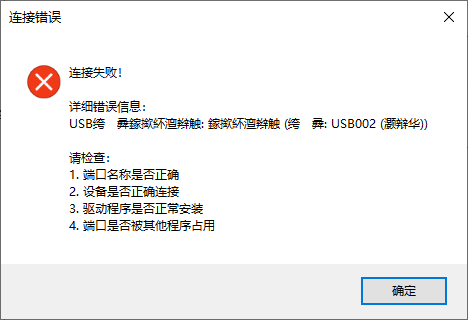 连接错误
连接失败！
详细错误信息：
USB绔 彛鎵撳紑澶辫触: 鎵撳紑澶辫触 (绔 彛: USB002 (灏辩华))
请检查：
1. 端口名称是否正确
2. 设备是否正确连接
3. 驱动程序是否正常安装
4. 端口是否被其他程序占用
确定